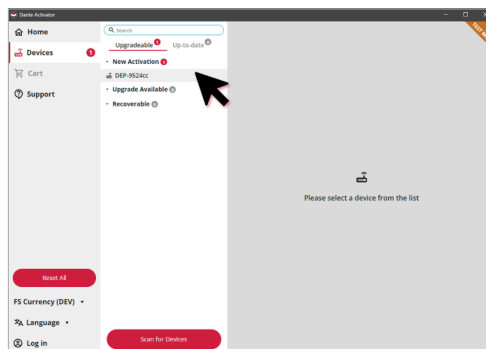 Dante Activator
Home
Devices 1
Cart
Support
Reset All
FS Currency (DEV)
Language
Log in
Search
Upgradeable 1 Up-to-date 0
New Activation 1
DEP-9524cc
Upgrade Available 0
Recoverable 0
Scan for Devices
Please select a device from the list